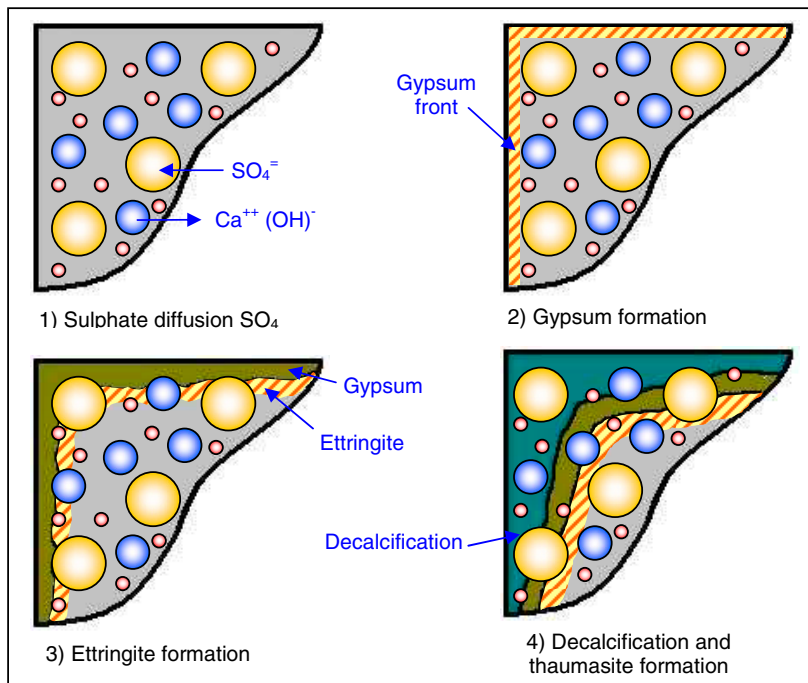 SO₄⁼
Ca⁺⁺ (OH)⁻
1) Sulphate diffusion SO₄
Gypsum
front
2) Gypsum formation
Gypsum
Ettringite
3) Ettringite formation
Decalcification
4) Decalcification and
thaumasite formation